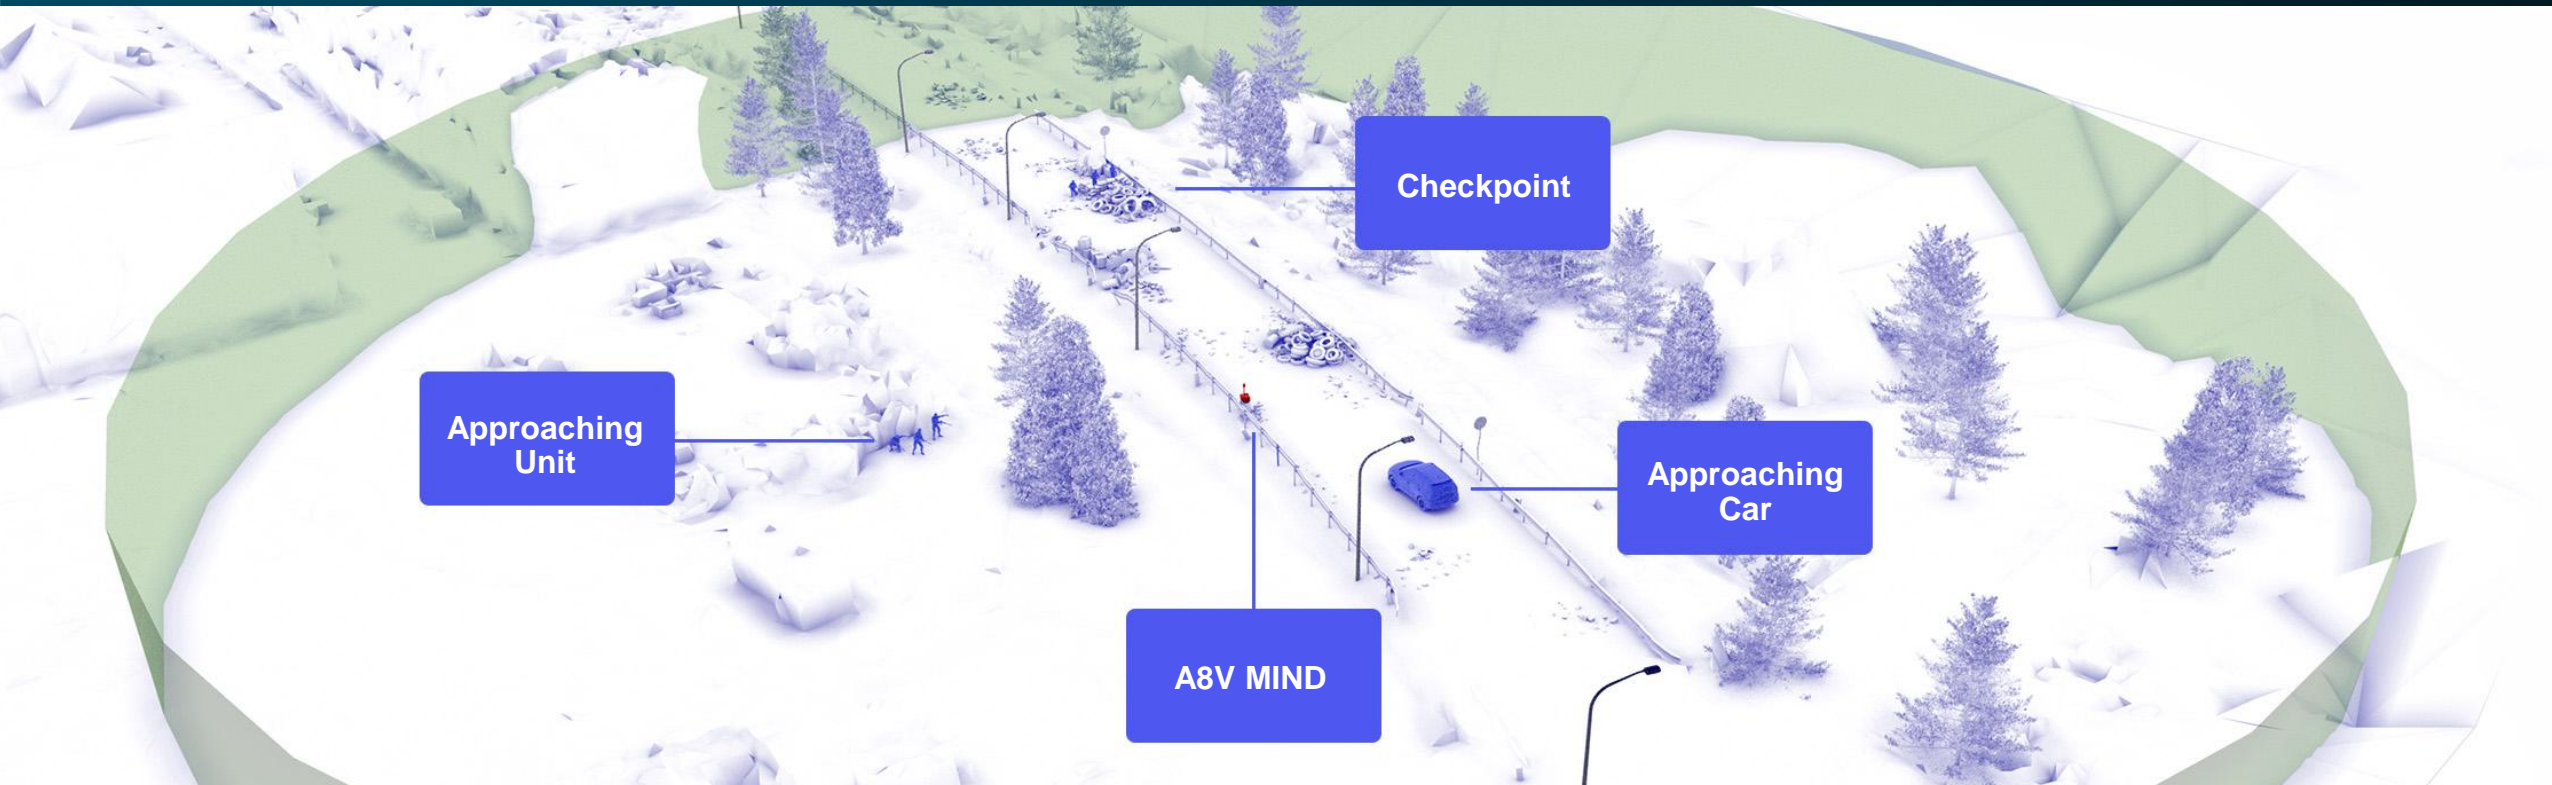 Checkpoint
Approaching
Unit
Approaching
Car
A8V MIND